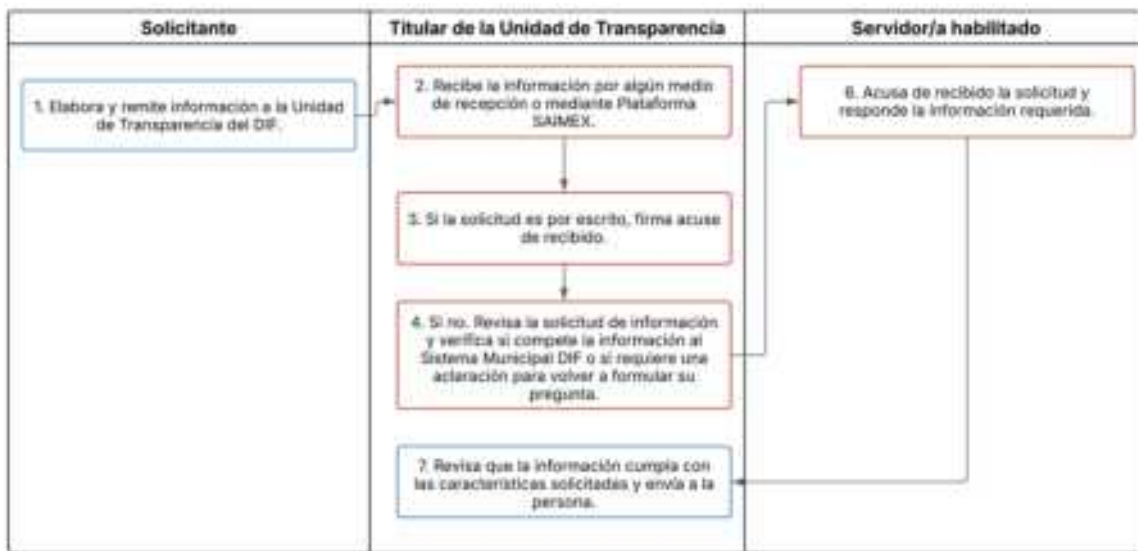 Solicitante
Titular de la Unidad de Transparencia
Servidor/a habilitado
1. Elabora y remite información a la Unidad
de Transparencia del DIF.
2. Recibe la información por algún medio
de recepción o mediante Plataforma
SAIMEX.
3. Si la solicitud es por escrito, firma acuse
de recibido.
4. Si no. Revisa la solicitud de información
y verifica si compete la información al
Sistema Municipal DIF o si requiere una
aclaración para volver a formular su
pregunta.
6. Acusa de recibido la solicitud y
responde la información requerida.
7. Revisa que la información cumpla con
las características solicitadas y envía a la
persona.